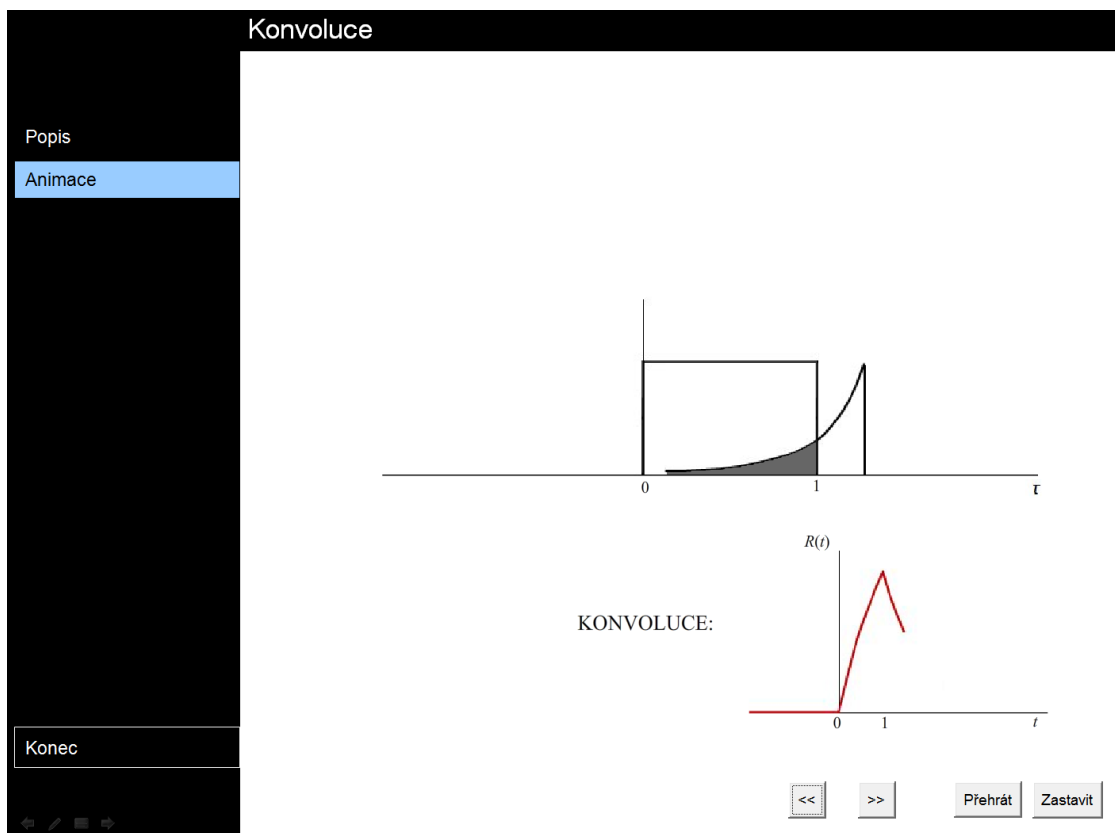 Konvoluce
Popis
Animace
0
1
τ
R(t)
KONVOLUCE:
0
1
t
Konec
<<
>>
Přehrát
Zastavit